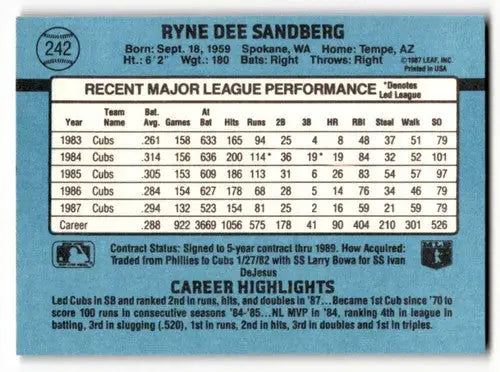 242
RYNE DEE SANDBERG
Born: Sept. 18, 1959 Spokane, WA Home: Tempe, AZ
Ht.: 6'2" Wgt.: 180 Bats: Right Throws: Right
©1987 LEAF, INC.
Printed in USA
RECENT MAJOR LEAGUE PERFORMANCE *Denotes Led League
Year Team Name Bat. Avg. Games At Bat Hits Runs 2B 3B HR RBI Steal Walk SO
1983 Cubs .261 158 633 165 94 25 4 8 48 37 51 79
1984 Cubs .314 156 636 200 114* 36 19* 19 84 32 52 101
1985 Cubs .305 153 609 186 113 31 6 26 83 54 57 97
1986 Cubs .284 154 627 178 68 28 5 14 76 34 46 79
1987 Cubs .294 132 523 154 81 25 2 16 59 21 59 79
Career .288 922 3669 1056 575 178 41 90 404 210 301 526
Contract Status: Signed to 5-year contract thru 1989. How Acquired:
Traded from Phillies to Cubs 1/27/82 with SS Larry Bowa for SS Ivan
DeJesus
CAREER HIGHLIGHTS
Led Cubs in SB and ranked 2nd in runs, hits, and doubles in '87...Became 1st Cub since '70 to
score 100 runs in consecutive seasons '84-'85...NL MVP in '84, ranking 4th in league in
batting, 3rd in slugging (.520), 1st in runs, 2nd in hits, 3rd in doubles and 1st in triples.